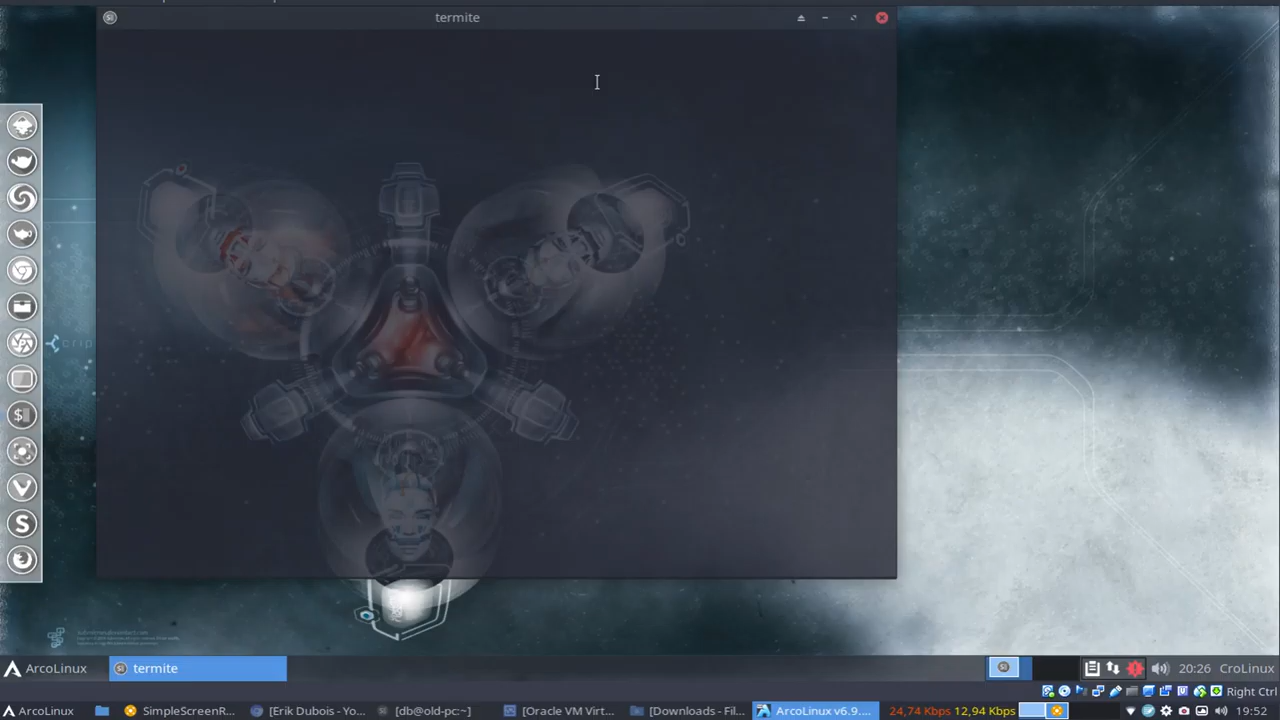 termite
crip
$
S
ArcoLinux
termite
20:26
CroLinux
Right Ctrl
ArcoLinux
SimpleScreenR...
[Erik Dubois - Yo...
[db@old-pc:~]
[Oracle VM Virt...
[Downloads - Fil...
ArcoLinux v6.9....
24,74 Kbps
12,94 Kbps
19:52